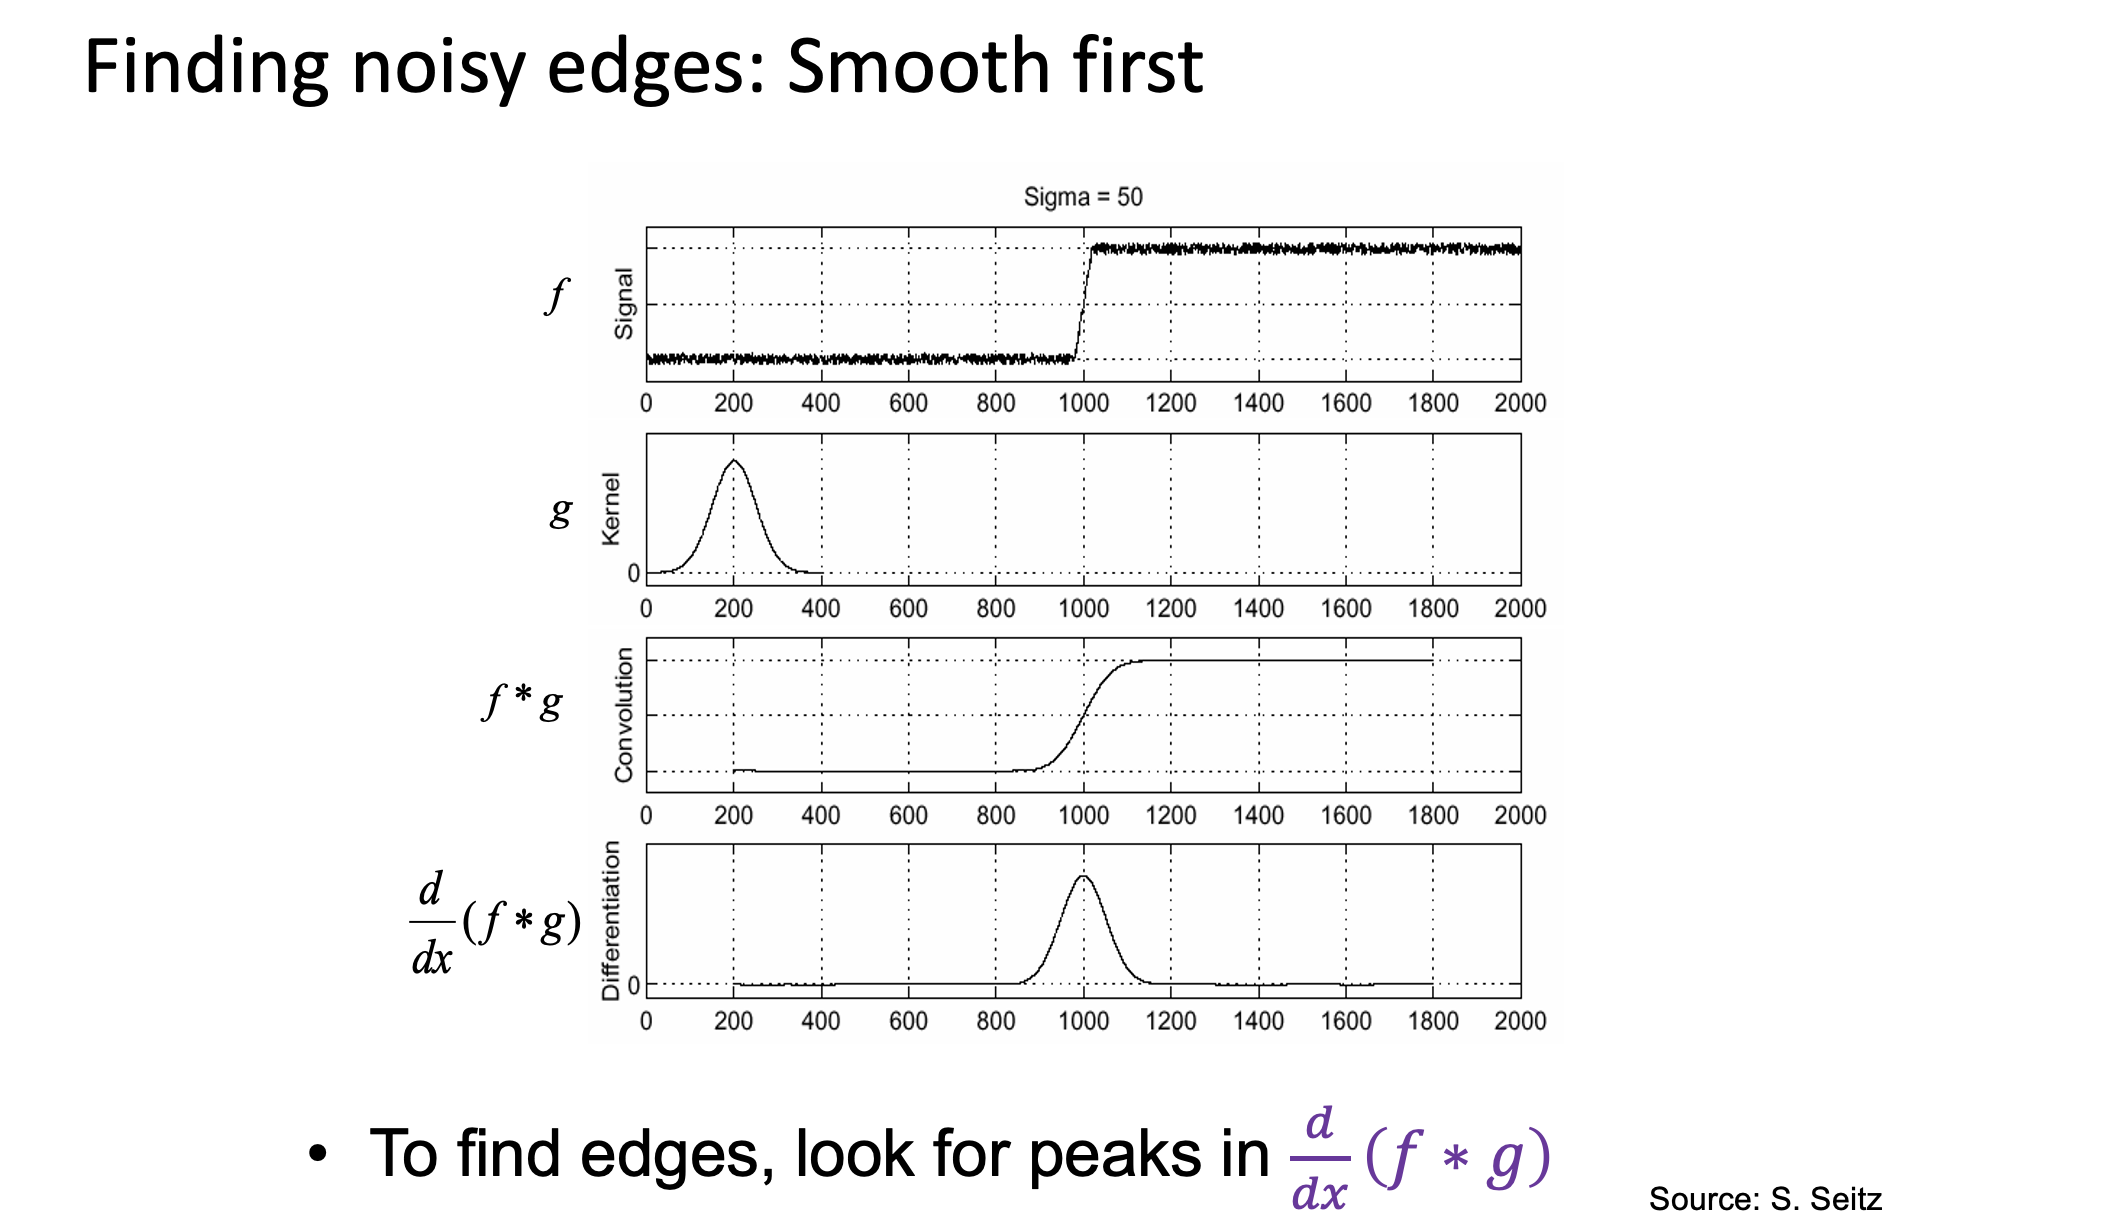 Finding noisy edges: Smooth first
Sigma = 50
f
Signal
0 200 400 600 800 1000 1200 1400 1600 1800 2000
g
Kernel
0
0 200 400 600 800 1000 1200 1400 1600 1800 2000
f * g
Convolution
0 200 400 600 800 1000 1200 1400 1600 1800 2000
d/dx (f * g)
Differentiation
0
0 200 400 600 800 1000 1200 1400 1600 1800 2000
• To find edges, look for peaks in d/dx (f * g)
Source: S. Seitz